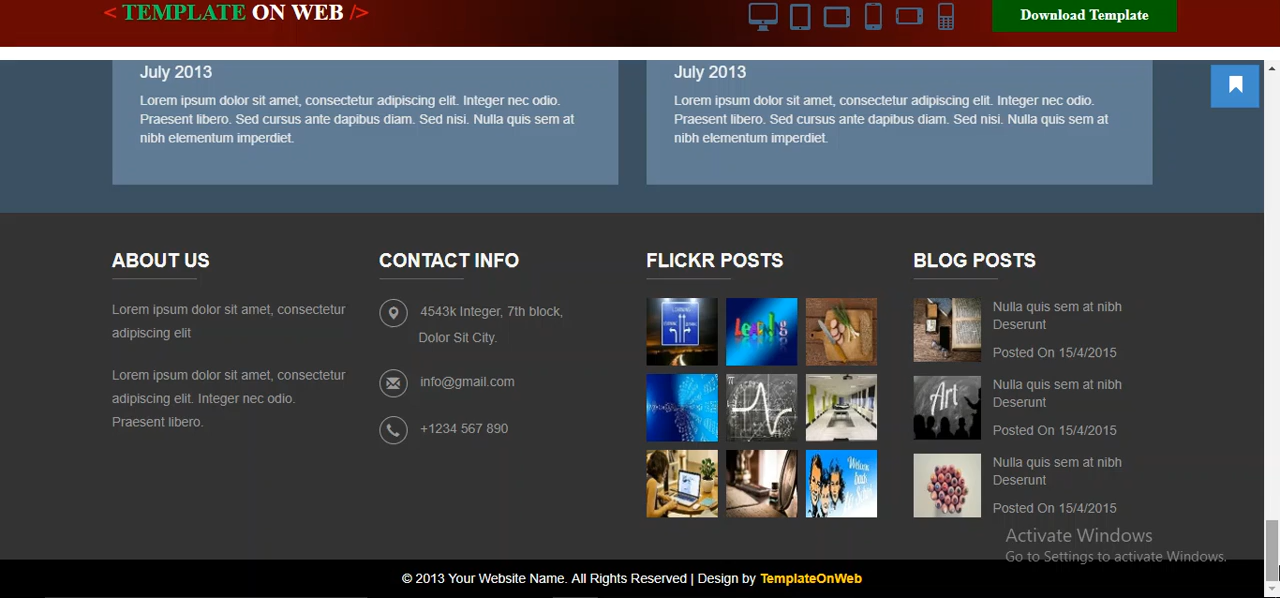 < TEMPLATE ON WEB />
Download Template
July 2013
Lorem ipsum dolor sit amet, consectetur adipiscing elit. Integer nec odio.
Praesent libero. Sed cursus ante dapibus diam. Sed nisi. Nulla quis sem at
nibh elementum imperdiet.
July 2013
Lorem ipsum dolor sit amet, consectetur adipiscing elit. Integer nec odio.
Praesent libero. Sed cursus ante dapibus diam. Sed nisi. Nulla quis sem at
nibh elementum imperdiet.
ABOUT US
Lorem ipsum dolor sit amet, consectetur
adipiscing elit
Lorem ipsum dolor sit amet, consectetur
adipiscing elit. Integer nec odio.
Praesent libero.
CONTACT INFO
4543k Integer, 7th block,
Dolor Sit City.
info@gmail.com
+1234 567 890
FLICKR POSTS
Learning
BLOG POSTS
Nulla quis sem at nibh
Deserunt
Posted On 15/4/2015
Art
Nulla quis sem at nibh
Deserunt
Posted On 15/4/2015
Nulla quis sem at nibh
Deserunt
Posted On 15/4/2015
Activate Windows
Go to Settings to activate Windows.
© 2013 Your Website Name. All Rights Reserved | Design by TemplateOnWeb